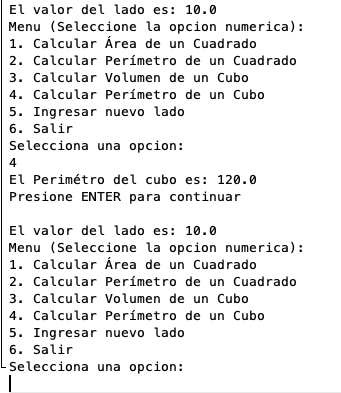 El valor del lado es: 10.0
Menu (Seleccione la opcion numerica):
1. Calcular Área de un Cuadrado
2. Calcular Perímetro de un Cuadrado
3. Calcular Volumen de un Cubo
4. Calcular Perímetro de un Cubo
5. Ingresar nuevo lado
6. Salir
Selecciona una opcion:
4
El Perimétro del cubo es: 120.0
Presione ENTER para continuar
El valor del lado es: 10.0
Menu (Seleccione la opcion numerica):
1. Calcular Área de un Cuadrado
2. Calcular Perímetro de un Cuadrado
3. Calcular Volumen de un Cubo
4. Calcular Perímetro de un Cubo
5. Ingresar nuevo lado
6. Salir
Selecciona una opcion: